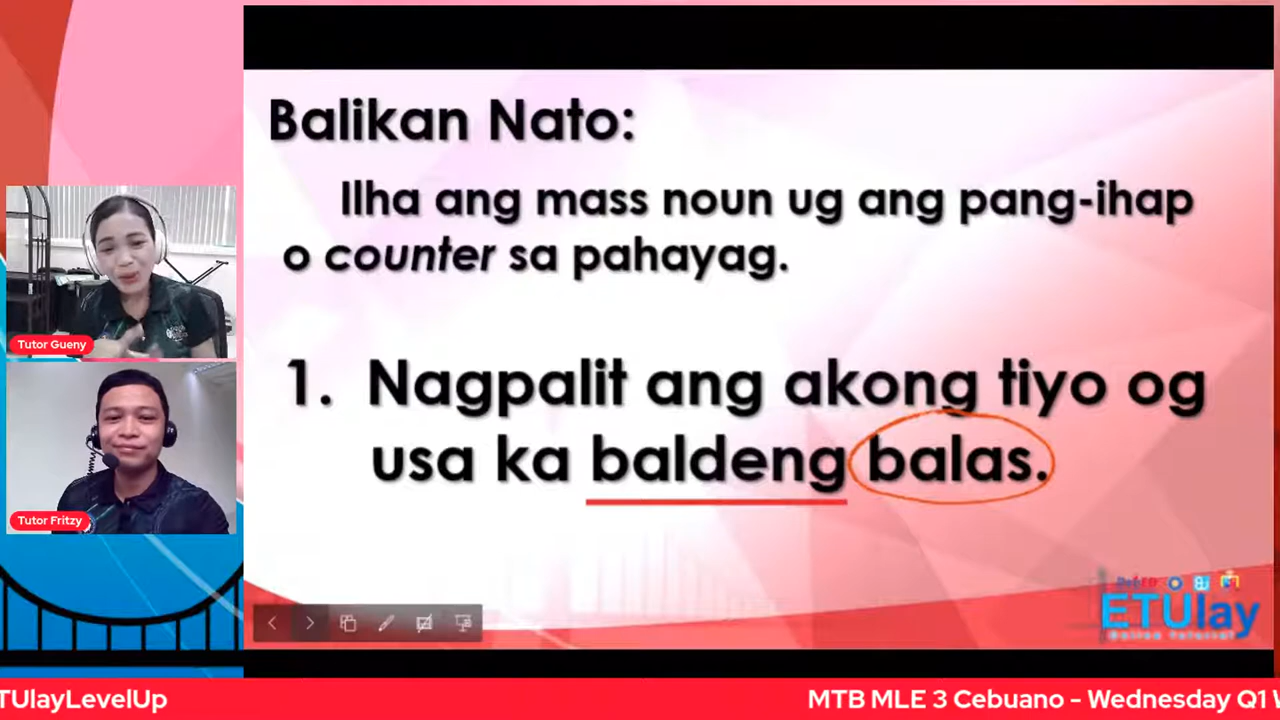 Balikan Nato:
Ilha ang mass noun ug ang pang-ihap
o counter sa pahayag.
1. Nagpalit ang akong tiyo og
usa ka baldeng balas.
Tutor Gueny
Tutor Fritzy
ETUlay
TUlayLevelUp
MTB MLE 3 Cebuano - Wednesday Q1 W